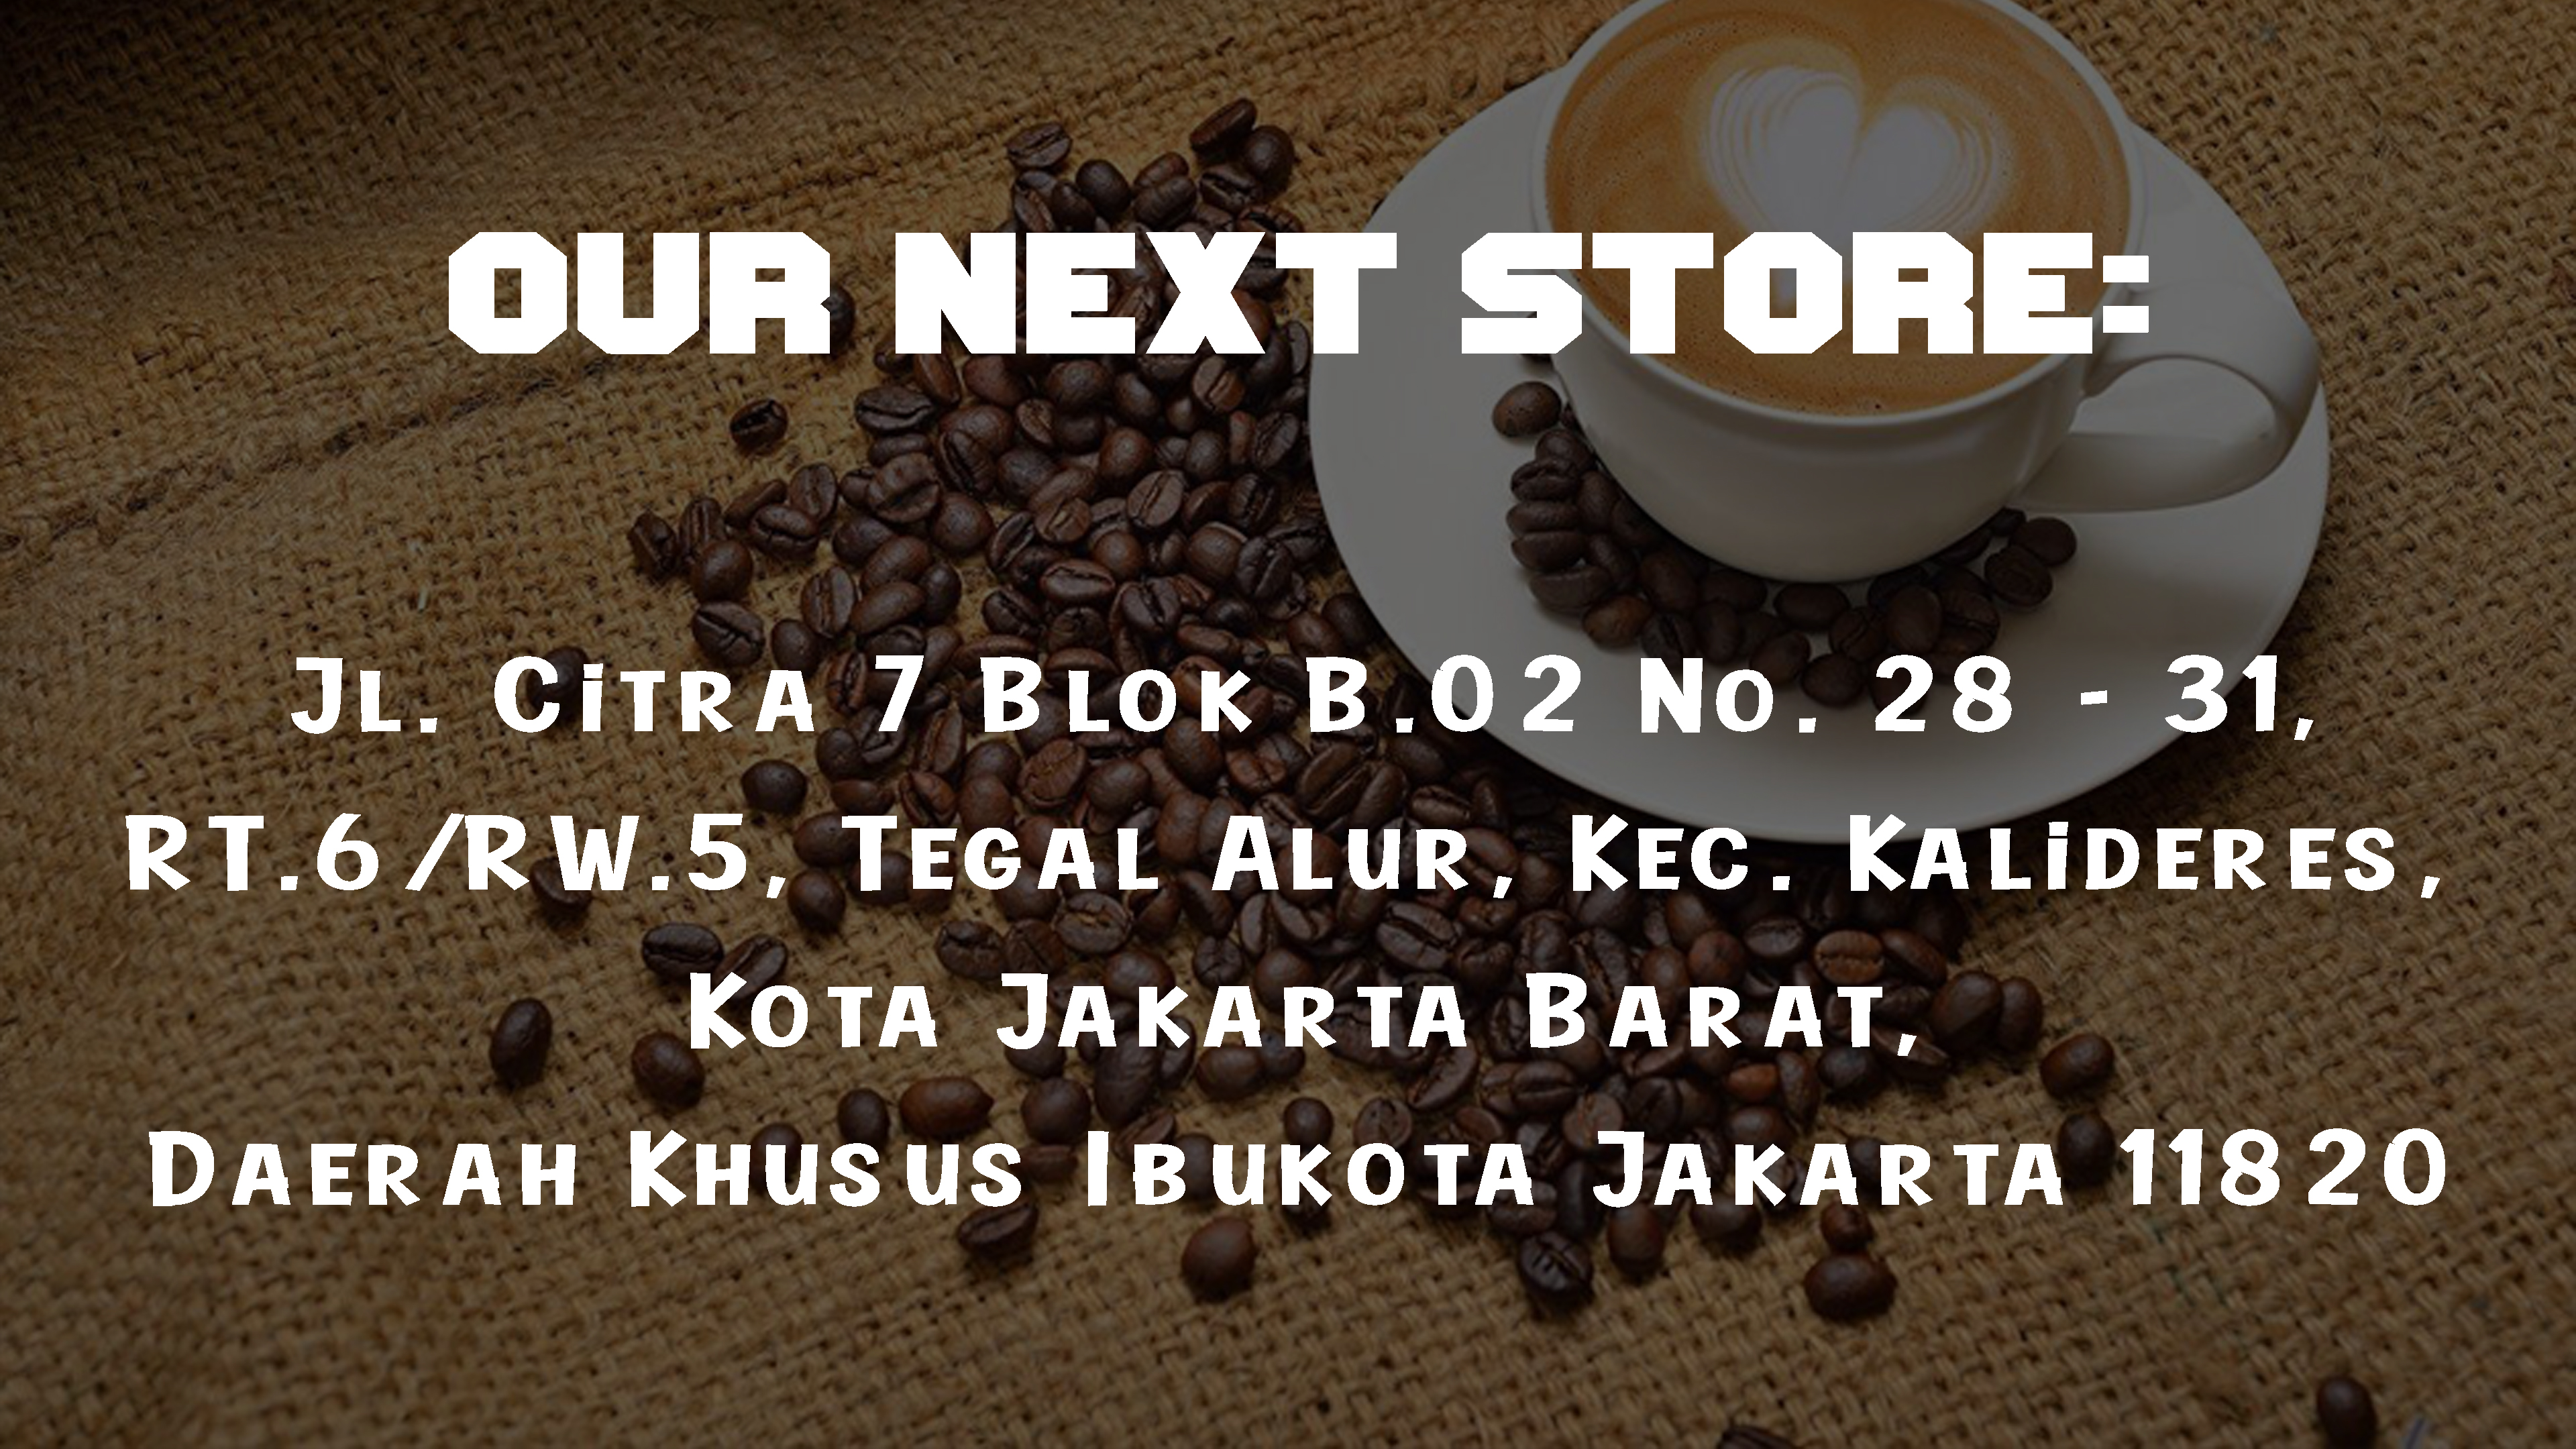 OUR NEXT STORE:
Jl. Citra 7 Blok B.02 No. 28 - 31,
RT.6/RW.5, Tegal Alur, Kec. Kalideres,
Kota Jakarta Barat,
Daerah Khusus Ibukota Jakarta 11820